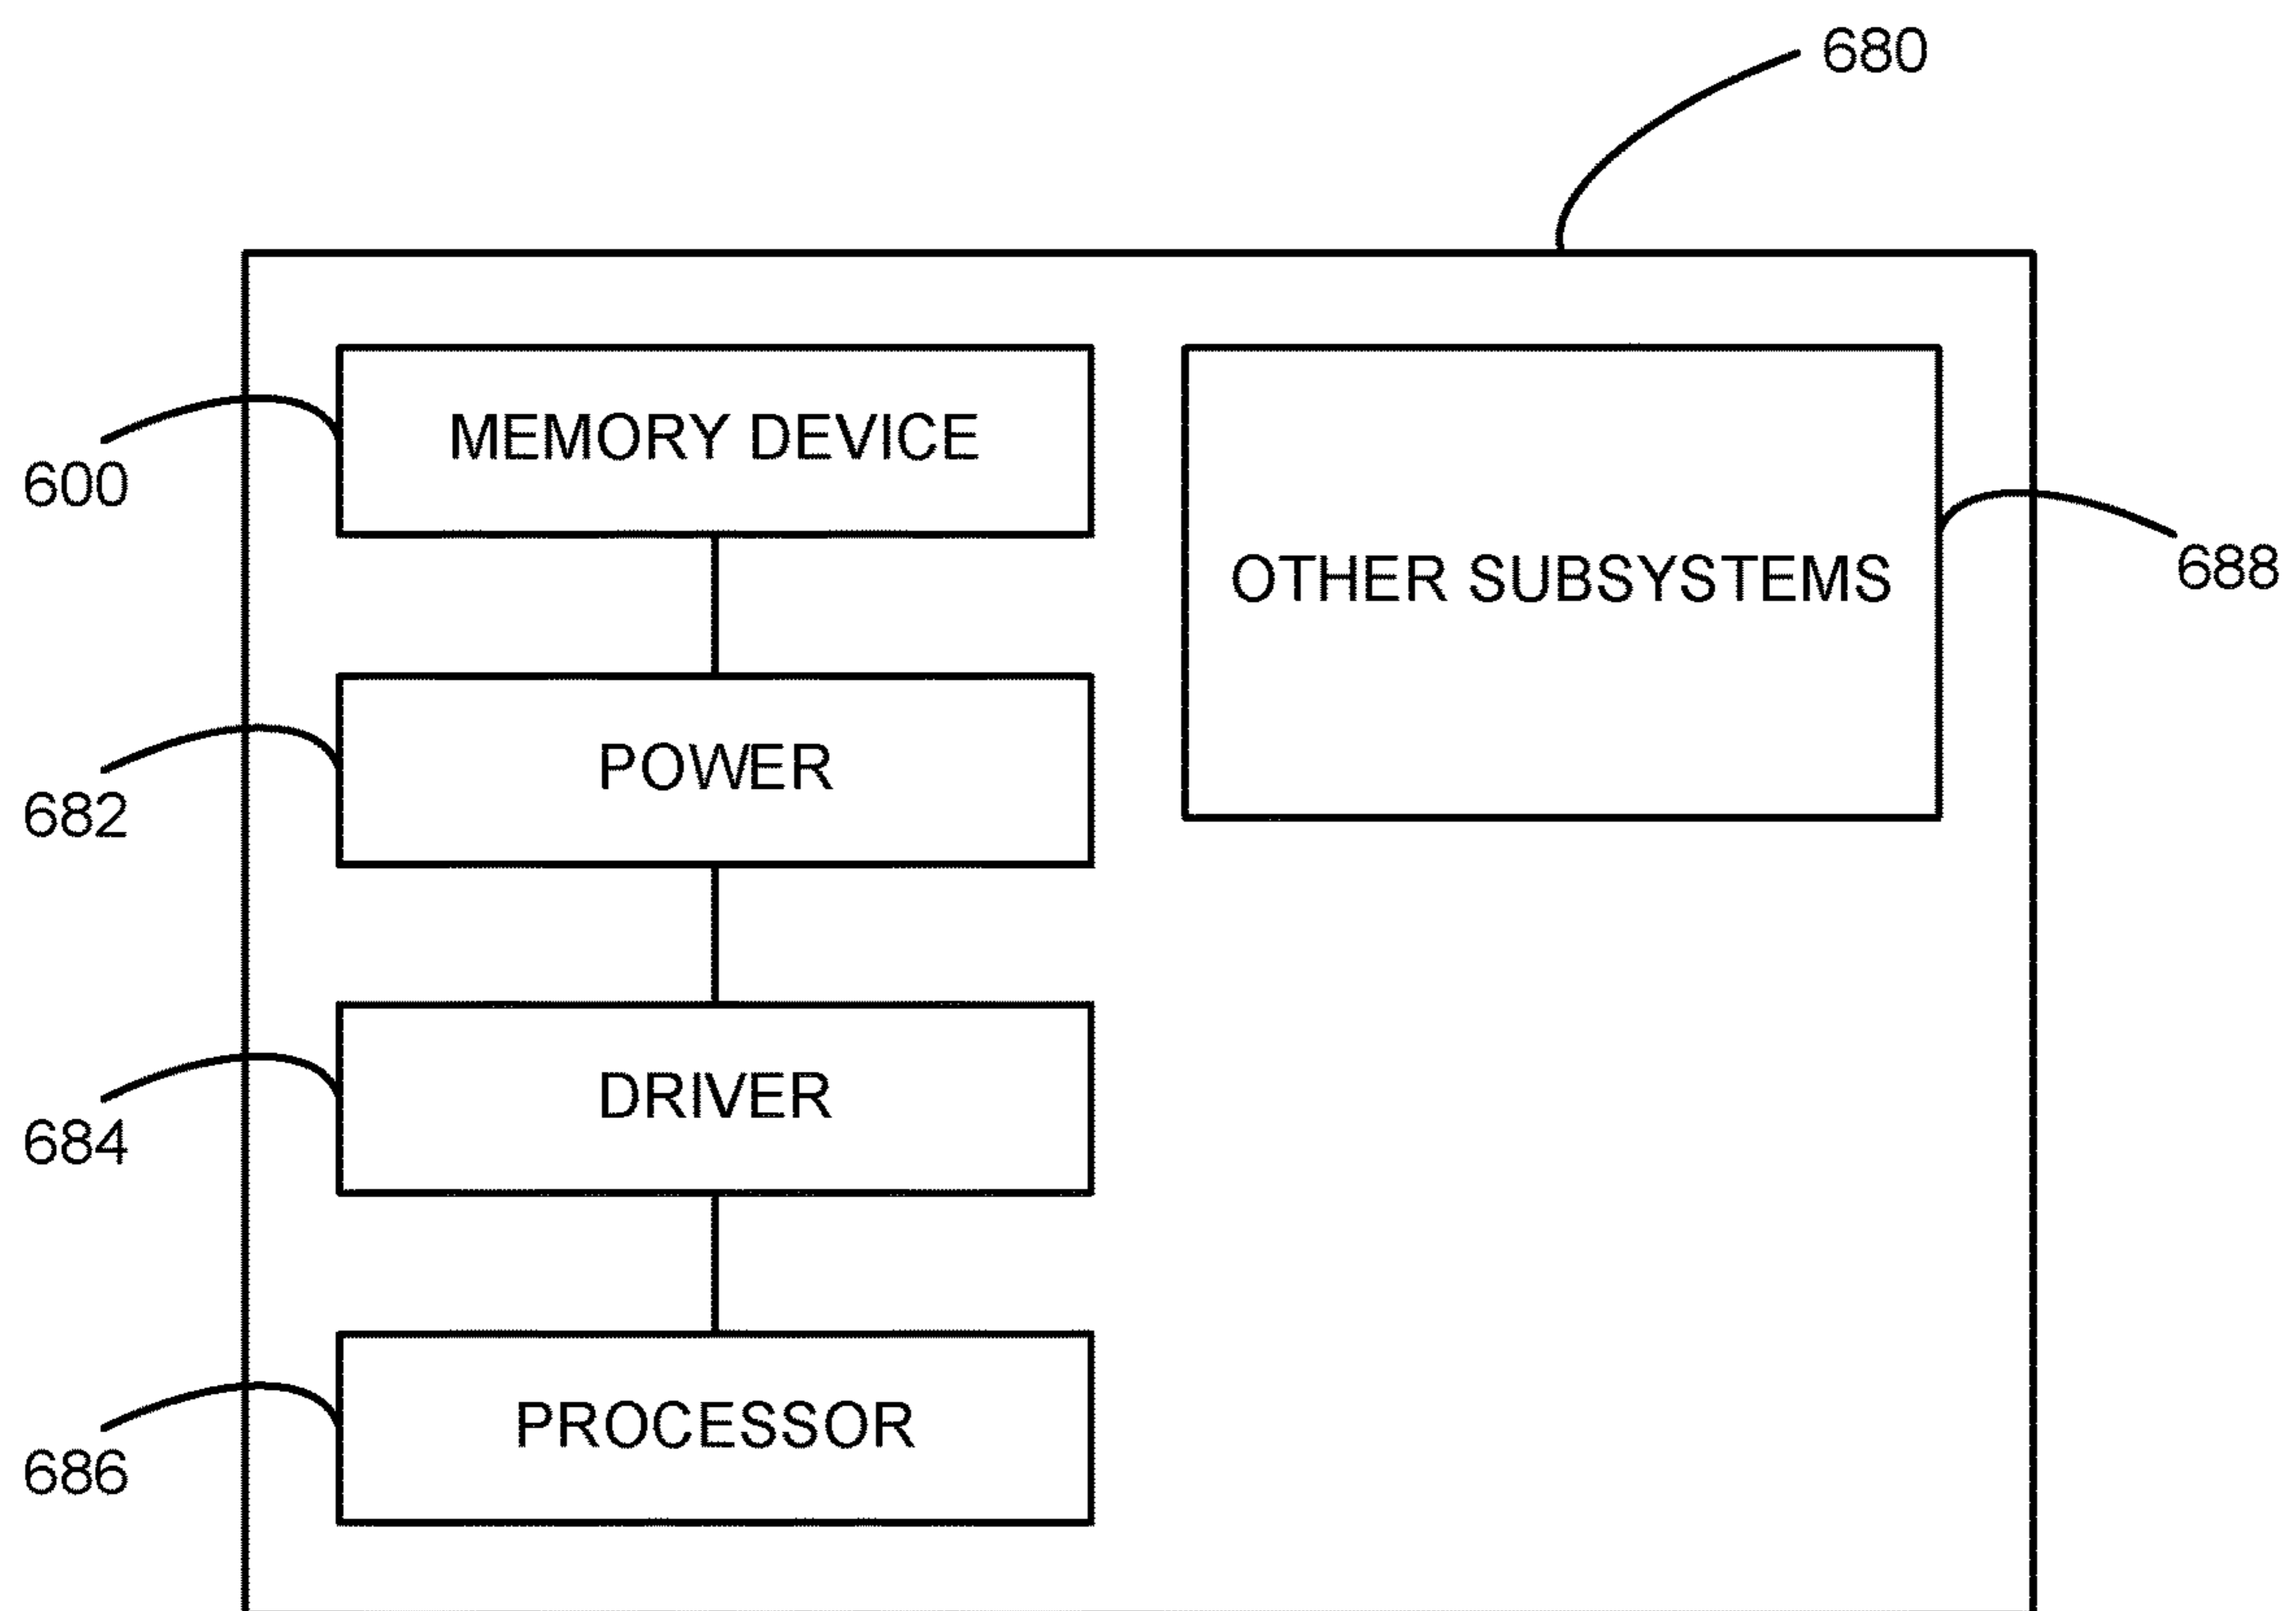 680
MEMORY DEVICE
600
OTHER SUBSYSTEMS
688
POWER
682
DRIVER
684
PROCESSOR
686